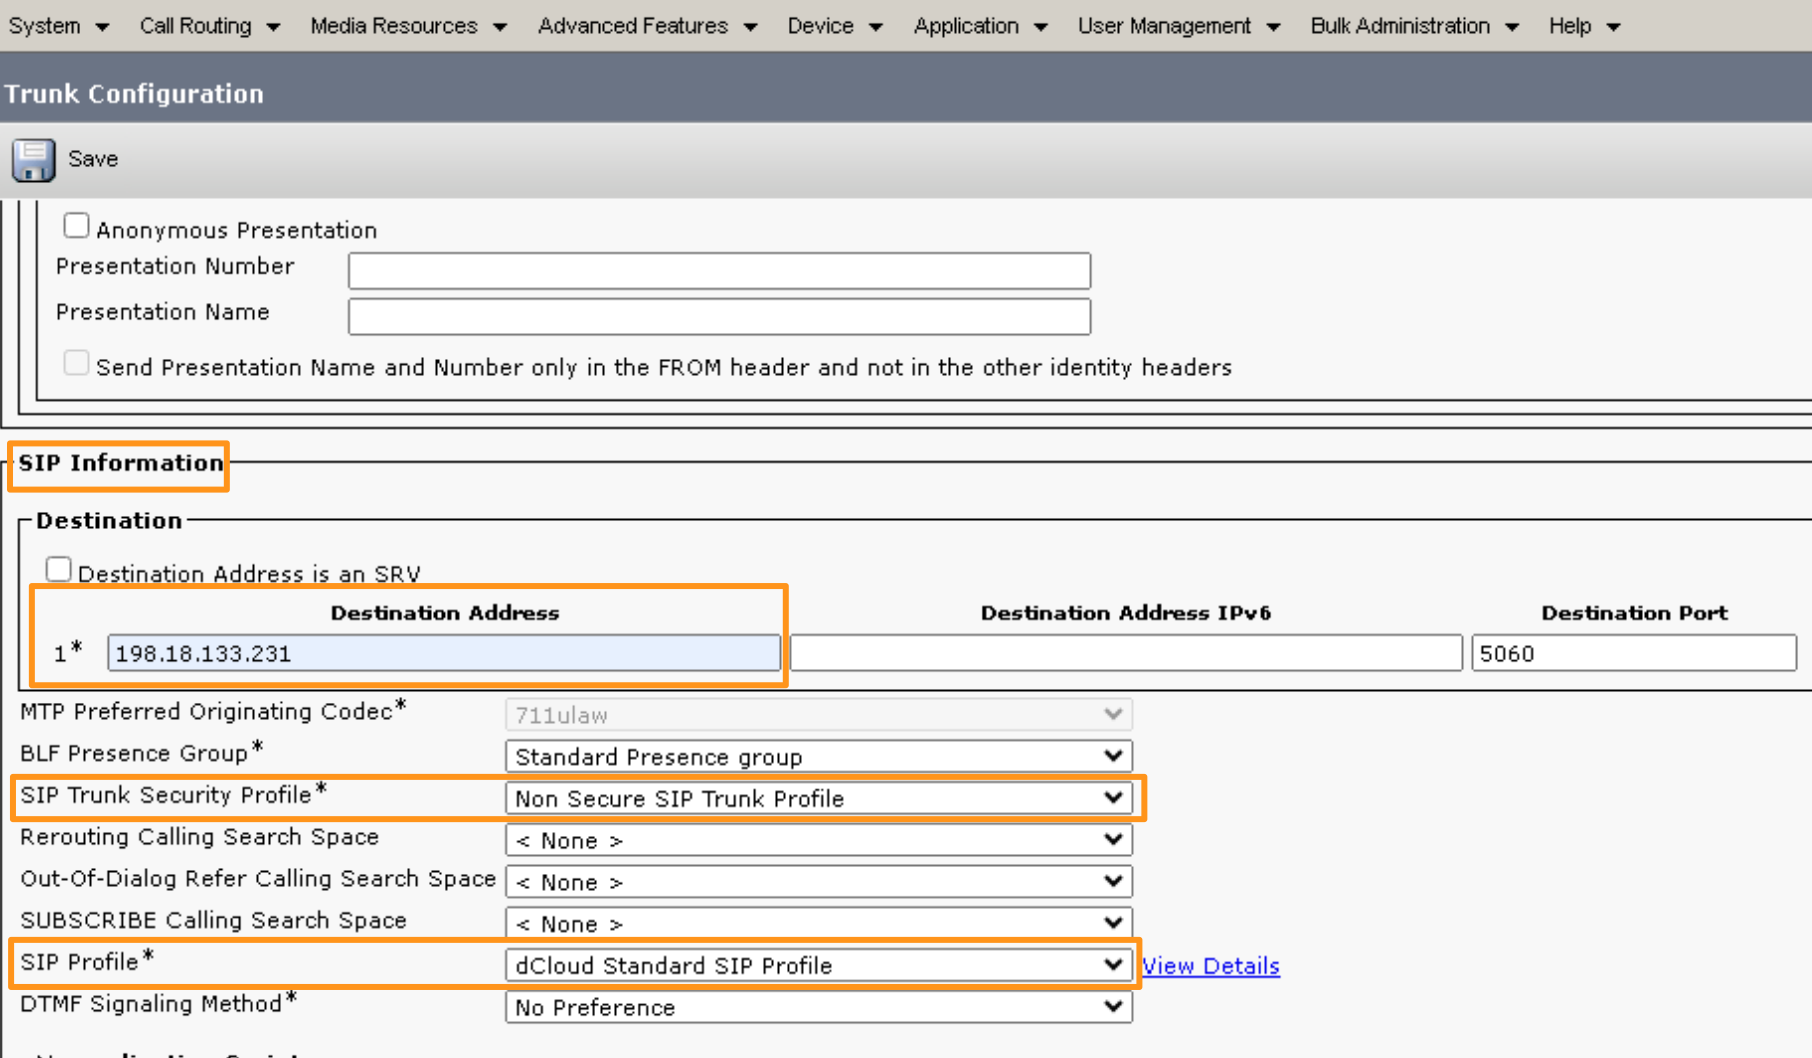 System Call Routing Media Resources Advanced Features Device Application User Management Bulk Administration Help
Trunk Configuration
Save
Anonymous Presentation
Presentation Number
Presentation Name
Send Presentation Name and Number only in the FROM header and not in the other identity headers
SIP Information
Destination
Destination Address is an SRV
Destination Address Destination Address IPv6 Destination Port
1* 198.18.133.231 5060
MTP Preferred Originating Codec* 711ulaw
BLF Presence Group* Standard Presence group
SIP Trunk Security Profile* Non Secure SIP Trunk Profile
Rerouting Calling Search Space < None >
Out-Of-Dialog Refer Calling Search Space < None >
SUBSCRIBE Calling Search Space < None >
SIP Profile* dCloud Standard SIP Profile View Details
DTMF Signaling Method* No Preference